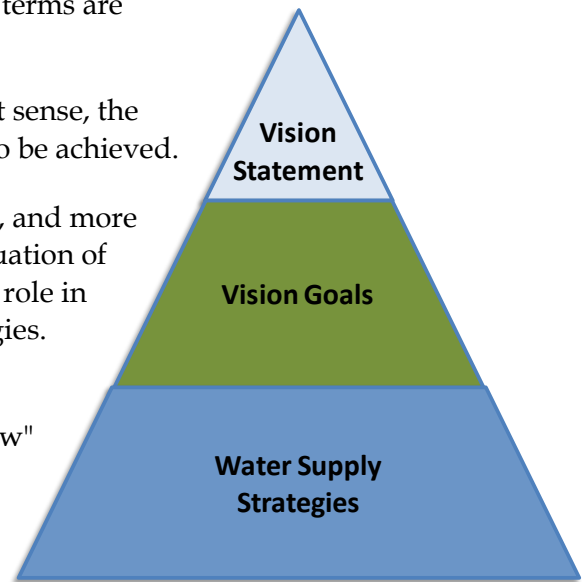 terms are
t sense, the
o be achieved.
, and more
uation of
role in
gies.
w"
Vision
Statement
Vision Goals
Water Supply
Strategies